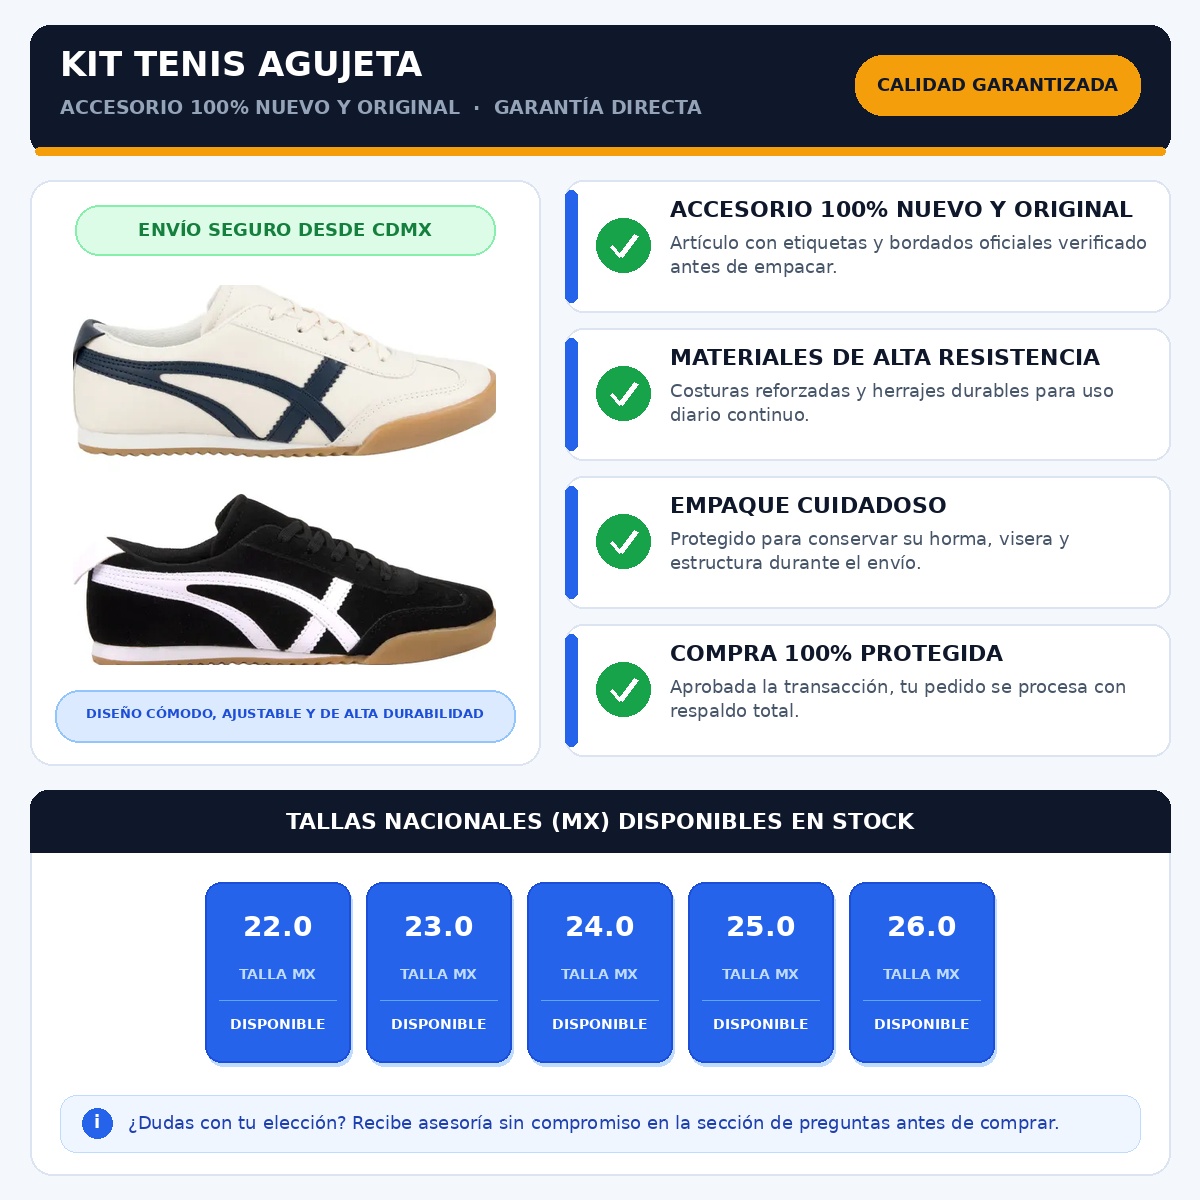 KIT TENIS AGUJETA
ACCESORIO 100% NUEVO Y ORIGINAL · GARANTÍA DIRECTA
CALIDAD GARANTIZADA
ENVÍO SEGURO DESDE CDMX
DISEÑO CÓMODO, AJUSTABLE Y DE ALTA DURABILIDAD
ACCESORIO 100% NUEVO Y ORIGINAL
Artículo con etiquetas y bordados oficiales verificado
antes de empacar.
MATERIALES DE ALTA RESISTENCIA
Costuras reforzadas y herrajes durables para uso
diario continuo.
EMPAQUE CUIDADOSO
Protegido para conservar su horma, visera y
estructura durante el envío.
COMPRA 100% PROTEGIDA
Aprobada la transacción, tu pedido se procesa con
respaldo total.
TALLAS NACIONALES (MX) DISPONIBLES EN STOCK
22.0
TALLA MX
DISPONIBLE
23.0
TALLA MX
DISPONIBLE
24.0
TALLA MX
DISPONIBLE
25.0
TALLA MX
DISPONIBLE
26.0
TALLA MX
DISPONIBLE
i ¿Dudas con tu elección? Recibe asesoría sin compromiso en la sección de preguntas antes de comprar.